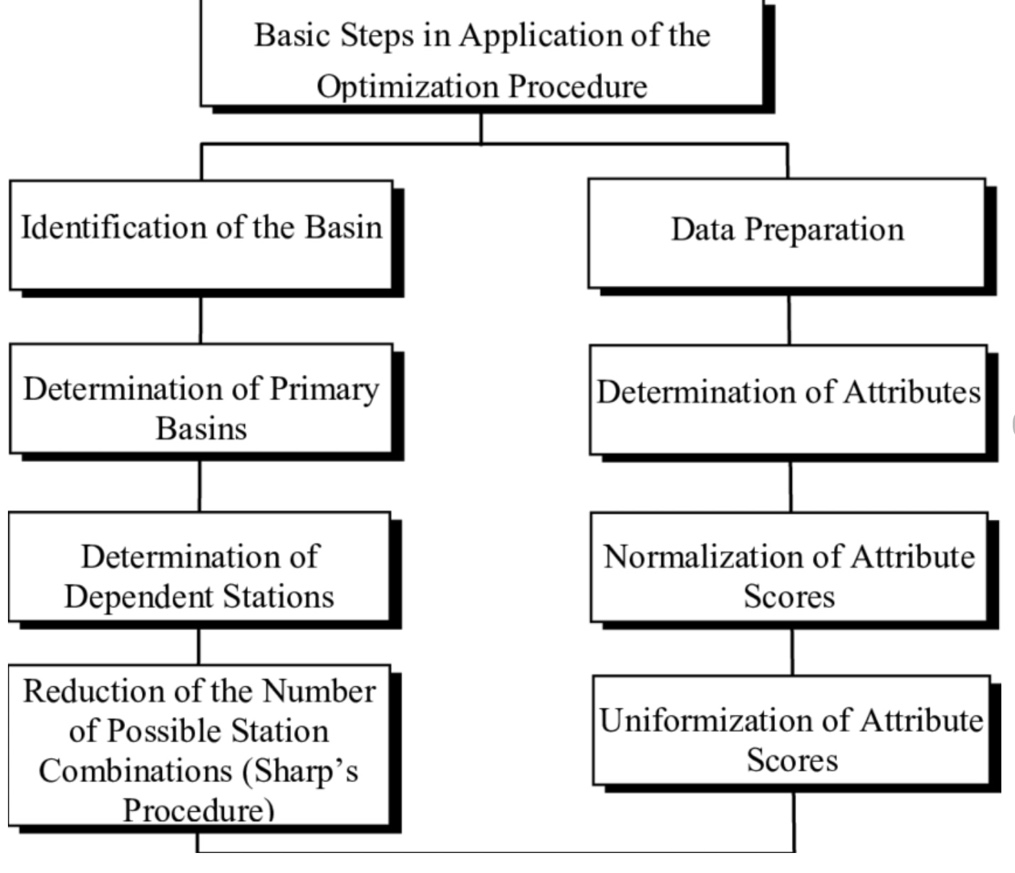 Basic Steps in Application of the
Optimization Procedure
Identification of the Basin
Data Preparation
Determination of Primary
Basins
Determination of Attributes
Determination of
Dependent Stations
Normalization of Attribute
Scores
Reduction of the Number
of Possible Station
Combinations (Sharp's
Procedure)
Uniformization of Attribute
Scores